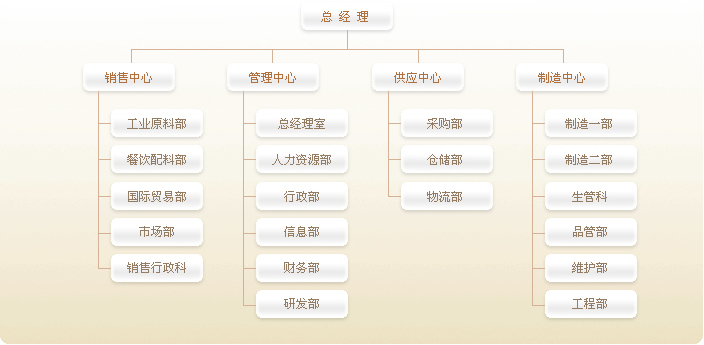 总 经 理
销售中心
工业原料部
餐饮配料部
国际贸易部
市场部
销售行政科
管理中心
总经理室
人力资源部
行政部
信息部
财务部
研发部
供应中心
采购部
仓储部
物流部
制造中心
制造一部
制造二部
生管科
品管部
维护部
工程部